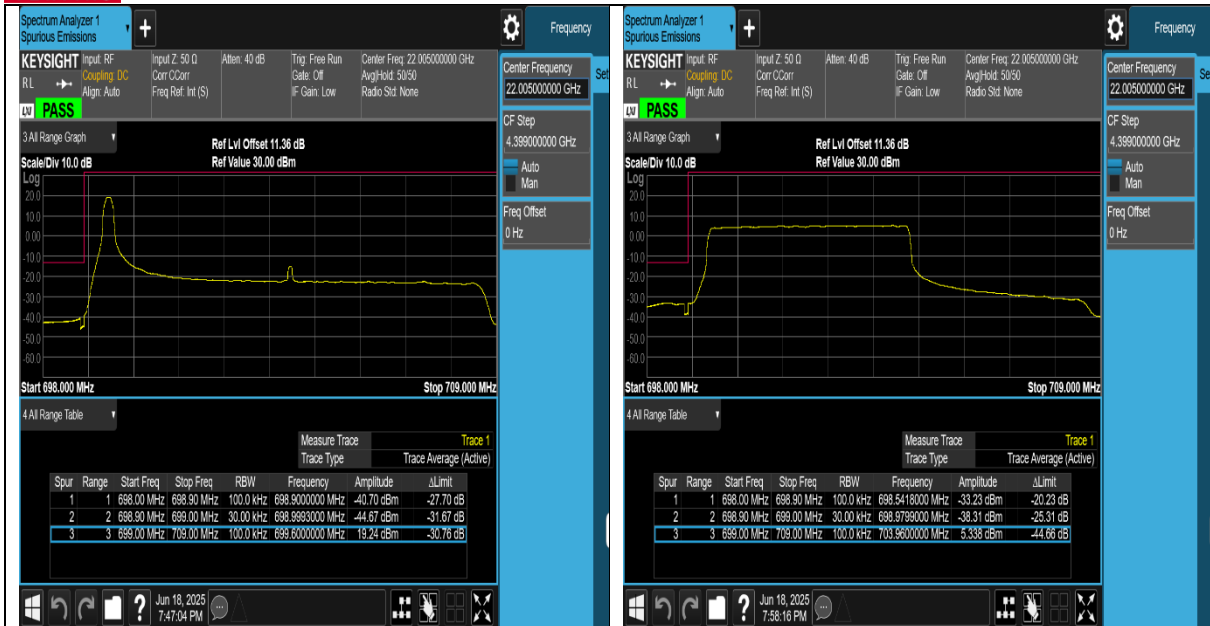 Spectrum Analyzer 1
Spurious Emissions
+
Frequency
KEYSIGHT Input: RF Input Z: 50 Ω Atten: 40 dB Trig: Free Run Center Freq: 22.005000000 GHz
Coupling: DC Corr CCorr Gate: Off Avg|Hold: 50/50
RL Align: Auto Freq Ref: Int (S) IF Gain: Low Radio Std: None
LXI PASS
Center Frequency
22.005000000 GHz
Set
CF Step
4.399000000 GHz
Auto
Man
Freq Offset
0 Hz
3 All Range Graph
Ref Lvl Offset 11.36 dB
Scale/Div 10.0 dB Ref Value 30.00 dBm
Log
20.0
10.0
0.00
-10.0
-20.0
-30.0
-40.0
-50.0
-60.0
Start 698.000 MHz Stop 709.000 MHz
4 All Range Table
Measure Trace Trace 1
Trace Type Trace Average (Active)
Spur Range Start Freq Stop Freq RBW Frequency Amplitude ΔLimit
1 1 698.00 MHz 698.90 MHz 100.0 kHz 698.9000000 MHz -40.70 dBm -27.70 dB
2 2 698.90 MHz 699.00 MHz 30.00 kHz 698.9993000 MHz -44.67 dBm -31.67 dB
3 3 699.00 MHz 709.00 MHz 100.0 kHz 699.6000000 MHz 19.24 dBm -30.76 dB
?
Jun 18, 2025
7:47:04 PM
Spectrum Analyzer 1
Spurious Emissions
+
Frequency
KEYSIGHT Input: RF Input Z: 50 Ω Atten: 40 dB Trig: Free Run Center Freq: 22.005000000 GHz
Coupling: DC Corr CCorr Gate: Off Avg|Hold: 50/50
RL Align: Auto Freq Ref: Int (S) IF Gain: Low Radio Std: None
LXI PASS
Center Frequency
22.005000000 GHz
Se
CF Step
4.399000000 GHz
Auto
Man
Freq Offset
0 Hz
3 All Range Graph
Ref Lvl Offset 11.36 dB
Scale/Div 10.0 dB Ref Value 30.00 dBm
Log
20.0
10.0
0.00
-10.0
-20.0
-30.0
-40.0
-50.0
-60.0
Start 698.000 MHz Stop 709.000 MHz
4 All Range Table
Measure Trace Trace 1
Trace Type Trace Average (Active)
Spur Range Start Freq Stop Freq RBW Frequency Amplitude ΔLimit
1 1 698.00 MHz 698.90 MHz 100.0 kHz 698.5418000 MHz -33.23 dBm -20.23 dB
2 2 698.90 MHz 699.00 MHz 30.00 kHz 698.9799000 MHz -38.31 dBm -25.31 dB
3 3 699.00 MHz 709.00 MHz 100.0 kHz 703.9600000 MHz 5.338 dBm -44.66 dB
?
Jun 18, 2025
7:58:16 PM